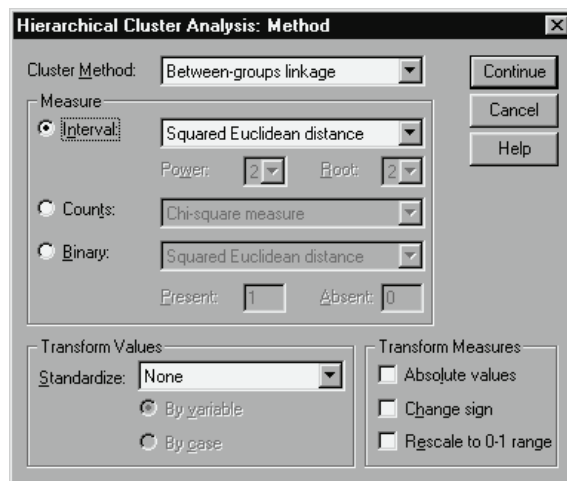 Hierarchical Cluster Analysis: Method
Cluster Method: Between-groups linkage
Continue
Cancel
Help
Measure
Interval: Squared Euclidean distance
Power: 2 Root: 2
Counts: Chi-square measure
Binary: Squared Euclidean distance
Present: 1 Absent: 0
Transform Values
Standardize: None
By variable
By case
Transform Measures
Absolute values
Change sign
Rescale to 0-1 range